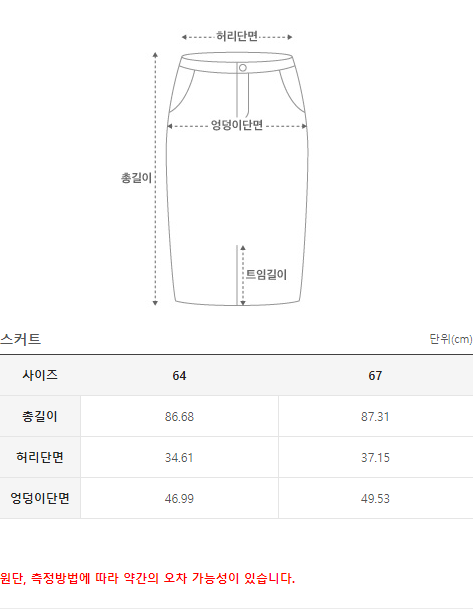 허리단면
엉덩이단면
총길이
트임길이
스커트 단위(cm)
사이즈 64 67
총길이 86.68 87.31
허리단면 34.61 37.15
엉덩이단면 46.99 49.53
원단, 측정방법에 따라 약간의 오차 가능성이 있습니다.